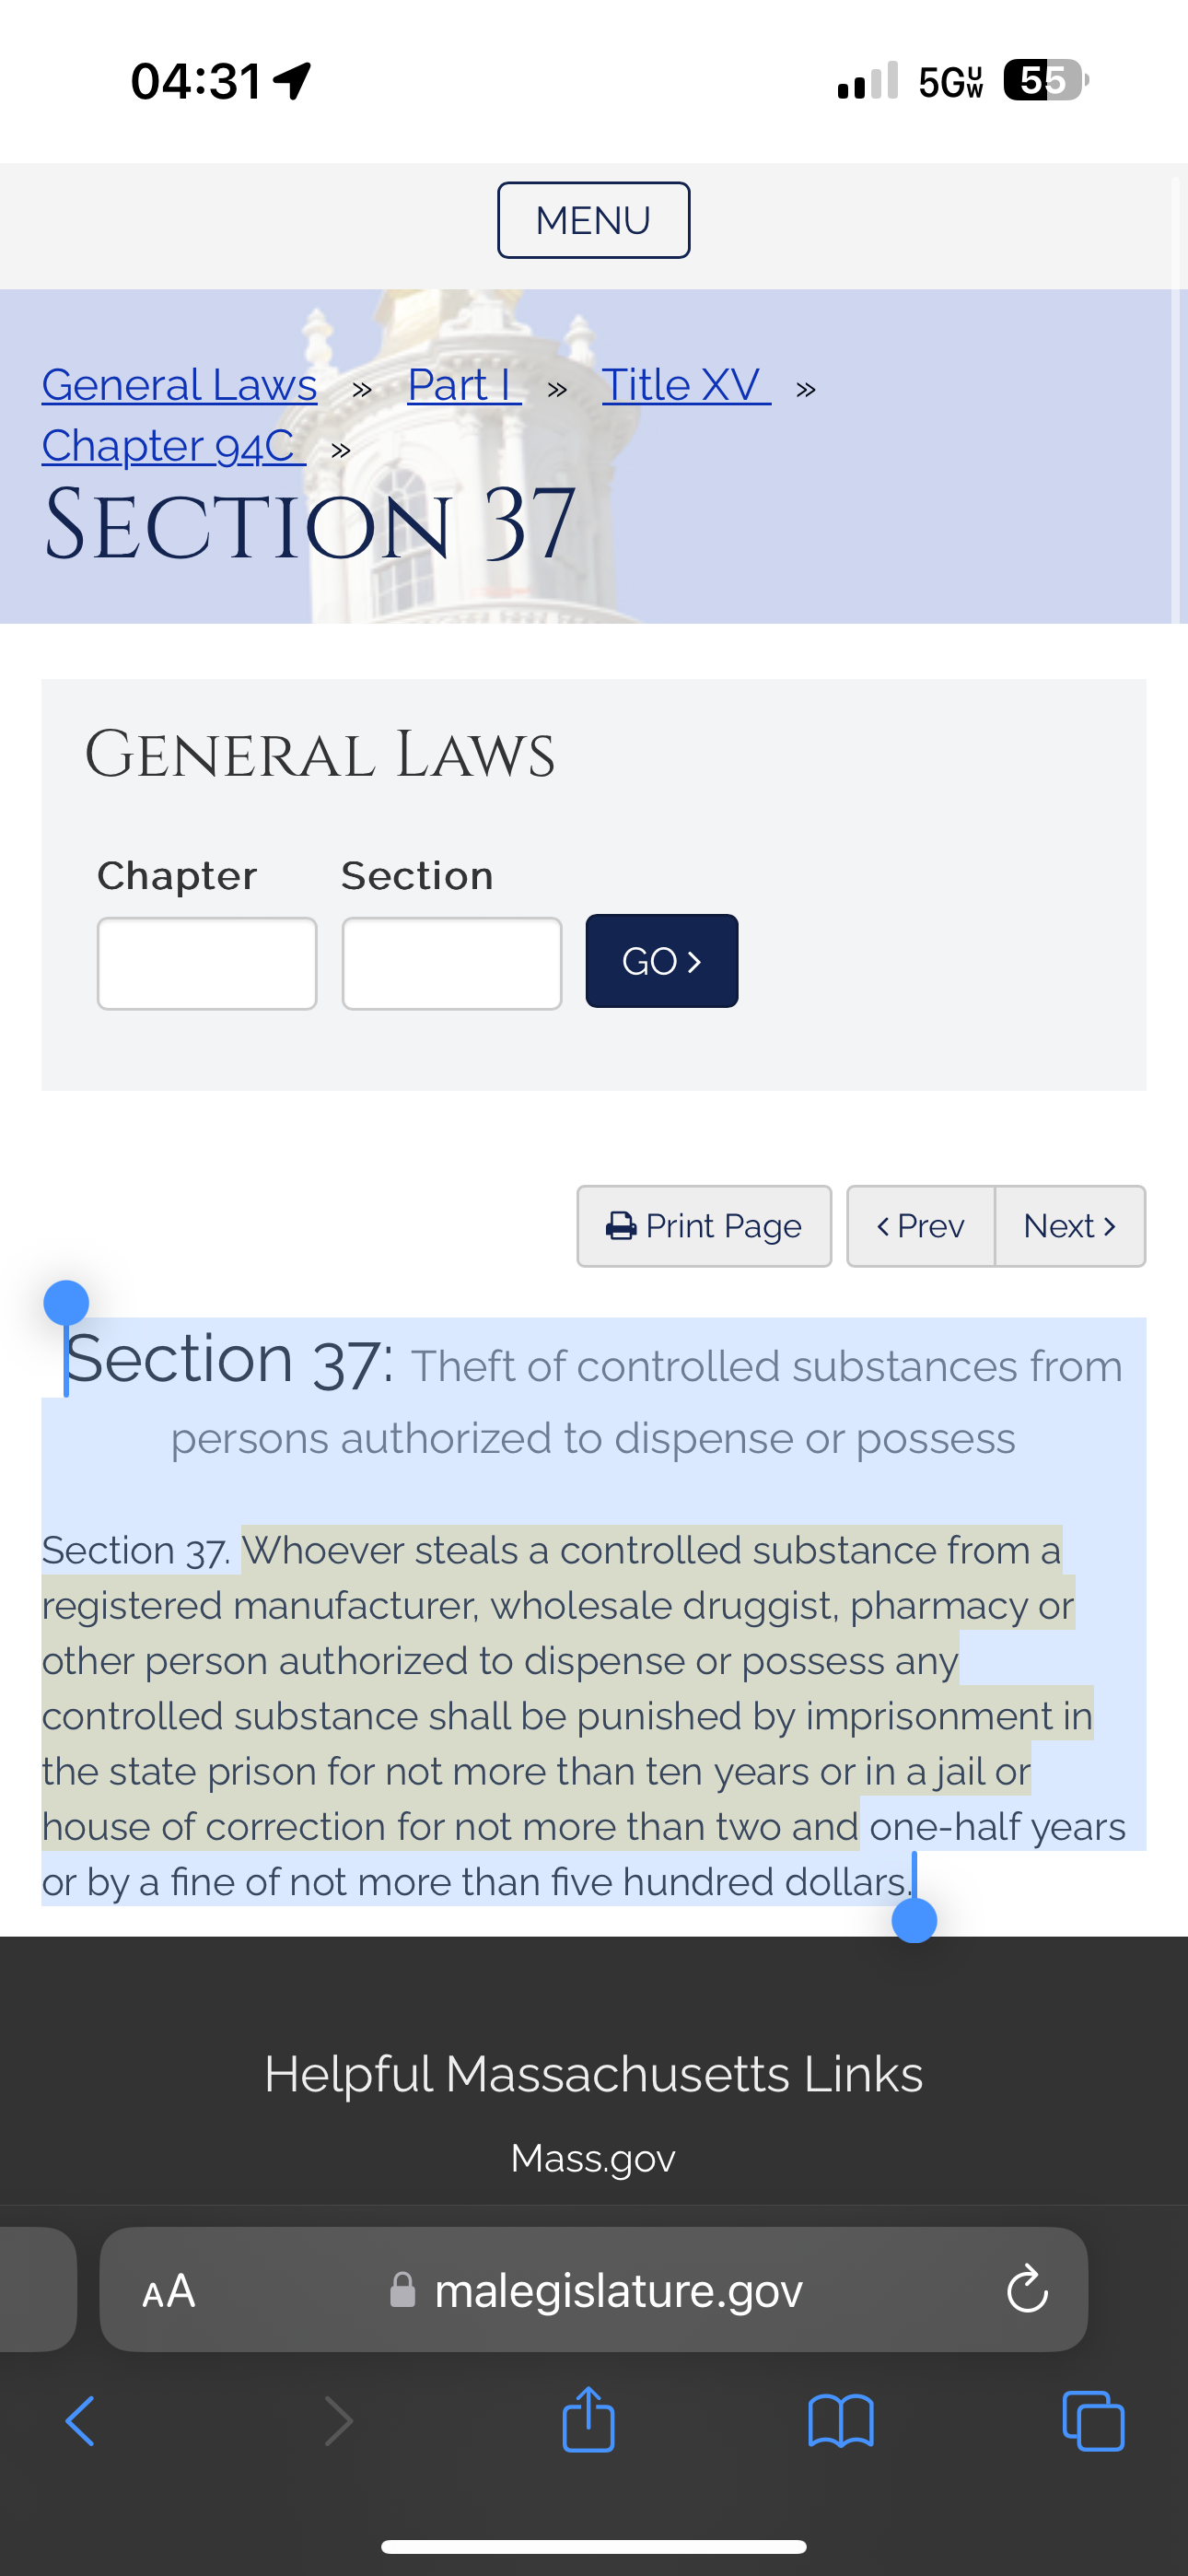 04:31
5G UW 55
MENU
General Laws » Part I » Title XV »
Chapter 94C »
SECTION 37
GENERAL LAWS
Chapter Section
GO ›
Print Page ‹ Prev Next ›
Section 37: Theft of controlled substances from
persons authorized to dispense or possess
Section 37. Whoever steals a controlled substance from a
registered manufacturer, wholesale druggist, pharmacy or
other person authorized to dispense or possess any
controlled substance shall be punished by imprisonment in
the state prison for not more than ten years or in a jail or
house of correction for not more than two and one-half years
or by a fine of not more than five hundred dollars.
Helpful Massachusetts Links
Mass.gov
AA malegislature.gov